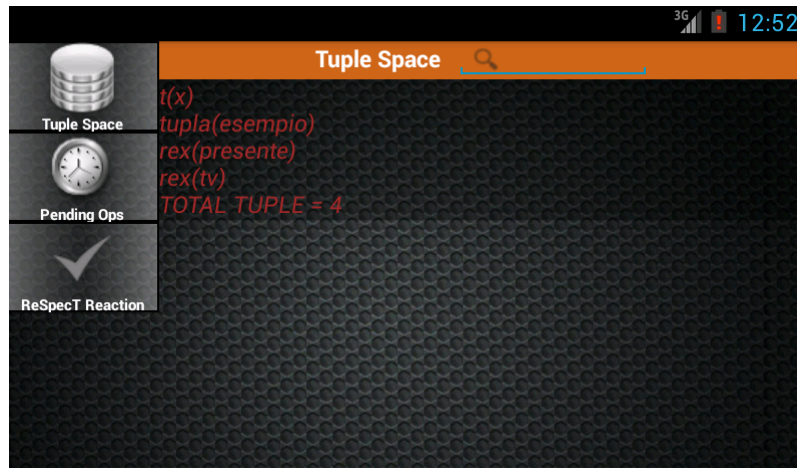 3G
12:52
Tuple Space
Tuple Space
Pending Ops
ReSpecT Reaction
t(x)
tupla(esempio)
rex(presente)
rex(tv)
TOTAL TUPLE = 4